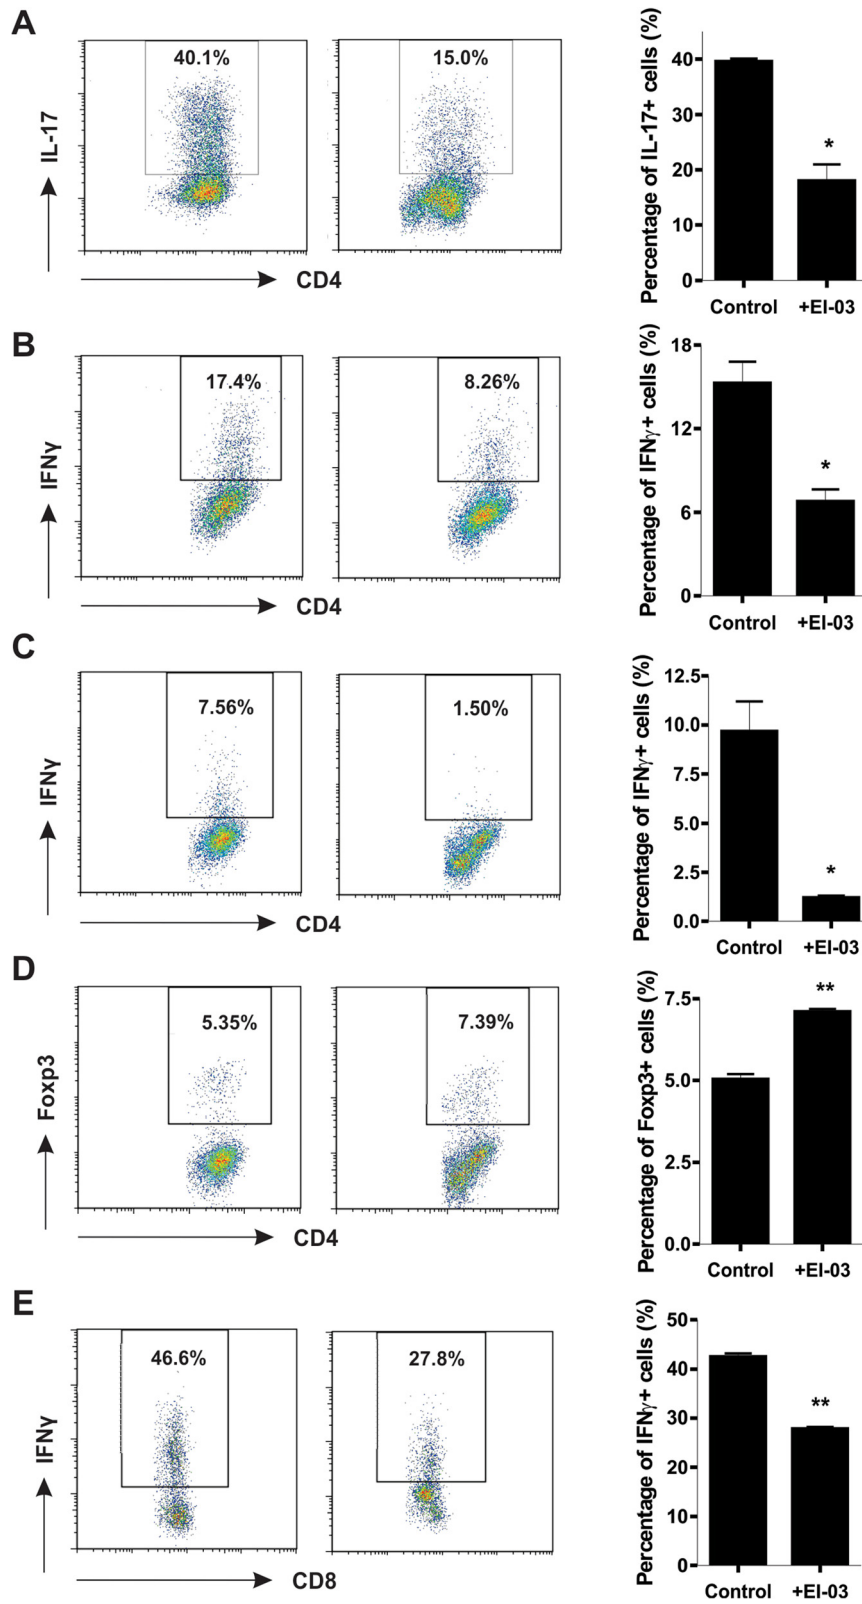 A
IL-17
40.1%
15.0%
CD4
Percentage of IL-17+ cells (%)
40
30
20
10
0
*
Control
+EI-03
B
IFNγ
17.4%
8.26%
CD4
Percentage of IFNγ+ cells (%)
18
12
6
0
*
Control
+EI-03
C
IFNγ
7.56%
1.50%
CD4
Percentage of IFNγ+ cells (%)
12.5
10.0
7.5
5.0
2.5
0.0
*
Control
+EI-03
D
Foxp3
5.35%
7.39%
CD4
Percentage of Foxp3+ cells (%)
7.5
5.0
2.5
0.0
**
Control
+EI-03
E
IFNγ
46.6%
27.8%
CD8
Percentage of IFNγ+ cells (%)
50
40
30
20
10
0
**
Control
+EI-03